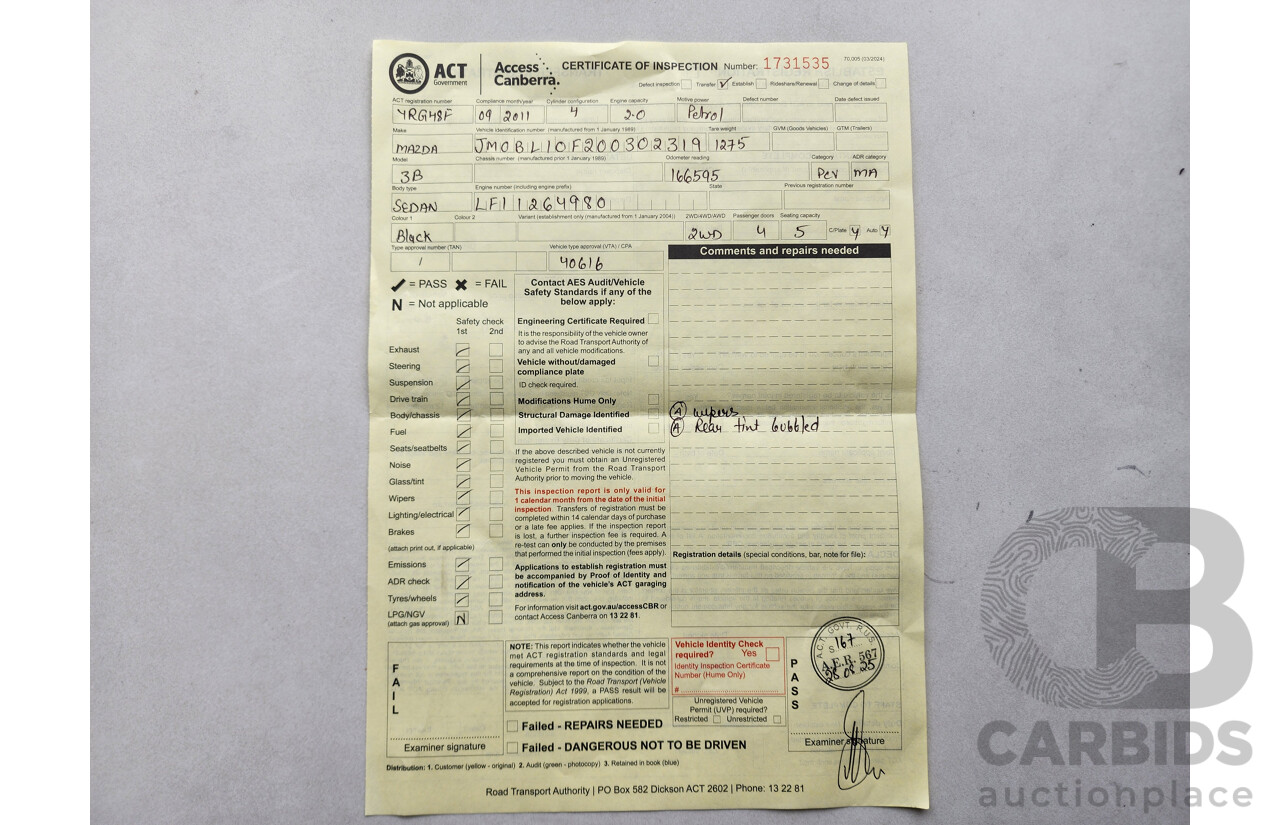 ACT Government
Access Canberra.
CERTIFICATE OF INSPECTION Number: 1731535
70.005 (03/2024)
Defect inspection Transfer ✓ Establish Rideshare/Renewal Change of details
ACT registration number Compliance month/year Cylinder configuration Engine capacity Motive power Defect number Date defect issued
YRG48F 09 2011 4 2.0 Petrol
Make Vehicle identification number (manufactured from 1 January 1989) Tare weight GVM (Goods Vehicles) GTM (Trailers)
MAZDA JM0BL10F200302319 1275
Model Chassis number (manufactured prior 1 January 1989) Odometer reading Category ADR category
3B 166595 Pev MA
Body type Engine number (including engine prefix) State Previous registration number
SEDAN LF11264980
Colour 1 Colour 2 Variant (establishment only (manufactured from 1 January 2004)) 2WD/4WD/AWD Passenger doors Seating capacity
Black 2WD 4 5 C/Plate Y Auto Y
Type approval number (TAN) Vehicle type approval (VTA) / CPA
/ 40616
Comments and repairs needed
✓ = PASS ✖ = FAIL
N = Not applicable
Safety check
1st 2nd
Exhaust
Steering
Suspension
Drive train
Body/chassis
Fuel
Seats/seatbelts
Noise
Glass/tint
Wipers
Lighting/electrical
Brakes
(attach print out, if applicable)
Emissions
ADR check
Tyres/wheels
LPG/NGV N
(attach gas approval)
Contact AES Audit/Vehicle
Safety Standards if any of the
below apply:
Engineering Certificate Required
It is the responsibility of the vehicle owner
to advise the Road Transport Authority of
any and all vehicle modifications.
Vehicle without/damaged
compliance plate
ID check required.
Modifications Hume Only
Structural Damage Identified
Imported Vehicle Identified
If the above described vehicle is not currently
registered you must obtain an Unregistered
Vehicle Permit from the Road Transport
Authority prior to moving the vehicle.
This inspection report is only valid for
1 calendar month from the date of the initial
inspection. Transfers of registration must be
completed within 14 calendar days of purchase
or a late fee applies. If the inspection report
is lost, a further inspection fee is required. A
re-test can only be conducted by the premises
that performed the initial inspection (fees apply).
Applications to establish registration must
be accompanied by Proof of Identity and
notification of the vehicle's ACT garaging
address.
For information visit act.gov.au/accessCBR or
contact Access Canberra on 13 22 81.
A wipers
A Rear tint bubbled
Registration details (special conditions, bar, note for file):
FAIL
Examiner signature
NOTE: This report indicates whether the vehicle
met ACT registration standards and legal
requirements at the time of inspection. It is not
a comprehensive report on the condition of the
vehicle. Subject to the Road Transport (Vehicle
Registration) Act 1999, a PASS result will be
accepted for registration applications.
Failed - REPAIRS NEEDED
Failed - DANGEROUS NOT TO BE DRIVEN
Vehicle Identity Check
required? Yes
Identity Inspection Certificate
Number (Hume Only)
#
Unregistered Vehicle
Permit (UVP) required?
Restricted Unrestricted
PASS
A.C.T. GOVT. R.U.S.
167
A.E.R. 567
28 08 25
Examiner signature
Distribution: 1. Customer (yellow - original) 2. Audit (green - photocopy) 3. Retained in book (blue)
Road Transport Authority | PO Box 582 Dickson ACT 2602 | Phone: 13 22 81
CB
CARBIDS
auctionplace